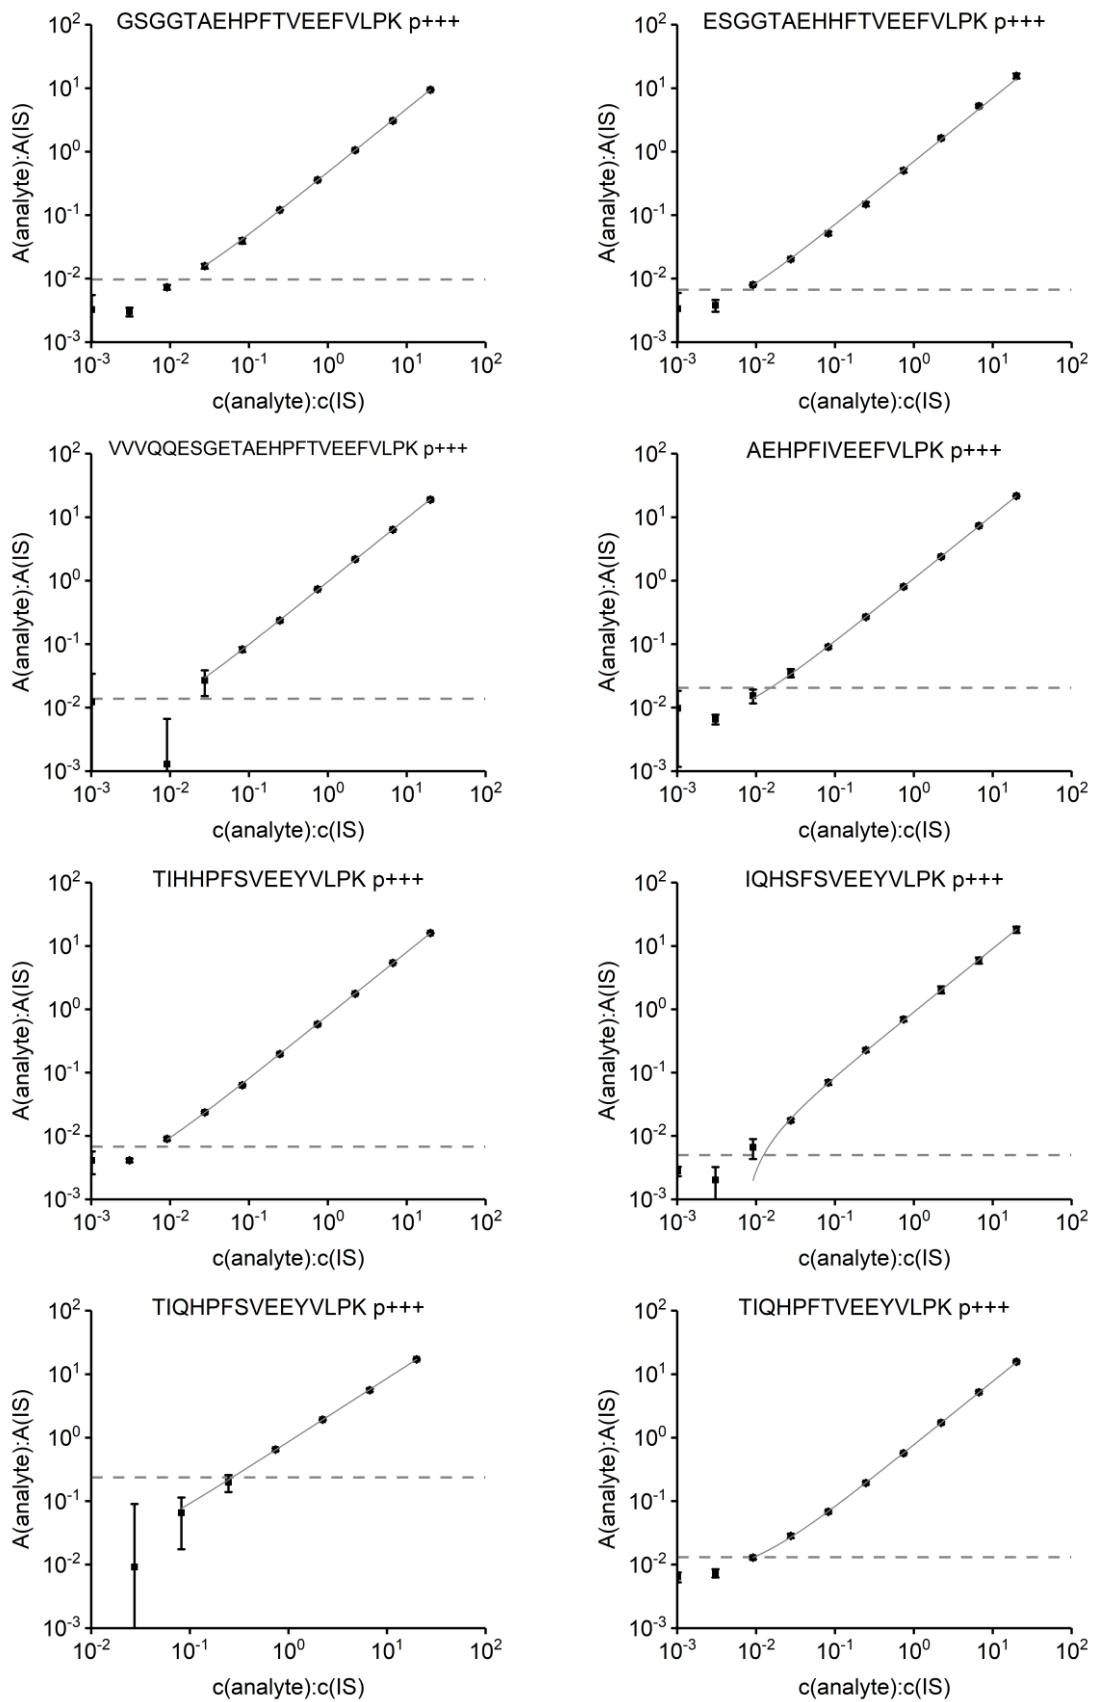 GSGGTAEHPFTVEEFVLPK p+++
A(analyte):A(IS)
10^2
10^1
10^0
10^-1
10^-2
10^-3
10^-3 10^-2 10^-1 10^0 10^1 10^2
c(analyte):c(IS)
ESGGTAEHHFTVEEFVLPK p+++
A(analyte):A(IS)
10^2
10^1
10^0
10^-1
10^-2
10^-3
10^-3 10^-2 10^-1 10^0 10^1 10^2
c(analyte):c(IS)
VVVQQESGETAEHPFTVEEFVLPK p+++
A(analyte):A(IS)
10^2
10^1
10^0
10^-1
10^-2
10^-3
10^-3 10^-2 10^-1 10^0 10^1 10^2
c(analyte):c(IS)
AEHPFIVEEFVLPK p+++
A(analyte):A(IS)
10^2
10^1
10^0
10^-1
10^-2
10^-3
10^-3 10^-2 10^-1 10^0 10^1 10^2
c(analyte):c(IS)
TIHHPFSVEEYVLPK p+++
A(analyte):A(IS)
10^2
10^1
10^0
10^-1
10^-2
10^-3
10^-3 10^-2 10^-1 10^0 10^1 10^2
c(analyte):c(IS)
IQHSFSVEEYVLPK p+++
A(analyte):A(IS)
10^2
10^1
10^0
10^-1
10^-2
10^-3
10^-3 10^-2 10^-1 10^0 10^1 10^2
c(analyte):c(IS)
TIQHPFSVEEYVLPK p+++
A(analyte):A(IS)
10^2
10^1
10^0
10^-1
10^-2
10^-3
10^-2 10^-1 10^0 10^1 10^2
c(analyte):c(IS)
TIQHPFTVEEYVLPK p+++
A(analyte):A(IS)
10^2
10^1
10^0
10^-1
10^-2
10^-3
10^-3 10^-2 10^-1 10^0 10^1 10^2
c(analyte):c(IS)